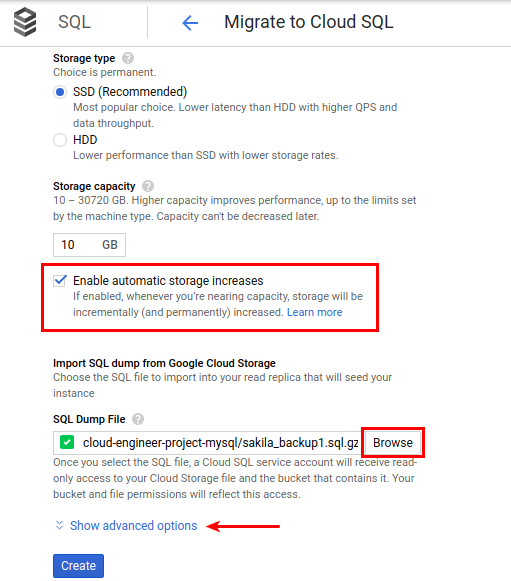 SQL
Migrate to Cloud SQL
Storage type
Choice is permanent.
SSD (Recommended)
Most popular choice. Lower latency than HDD with higher QPS and
data throughput.
HDD
Lower performance than SSD with lower storage rates.
Storage capacity
10 – 30720 GB. Higher capacity improves performance, up to the limits set
by the machine type. Capacity can't be decreased later.
10 GB
Enable automatic storage increases
If enabled, whenever you're nearing capacity, storage will be
incrementally (and permanently) increased. Learn more
Import SQL dump from Google Cloud Storage
Choose the SQL file to import into your read replica that will seed your
instance
SQL Dump File
cloud-engineer-project-mysql/sakila_backup1.sql.gz Browse
Once you select the SQL file, a Cloud SQL service account will receive read-
only access to your Cloud Storage file and the bucket that contains it. Your
bucket and file permissions will reflect this access.
Show advanced options
Create